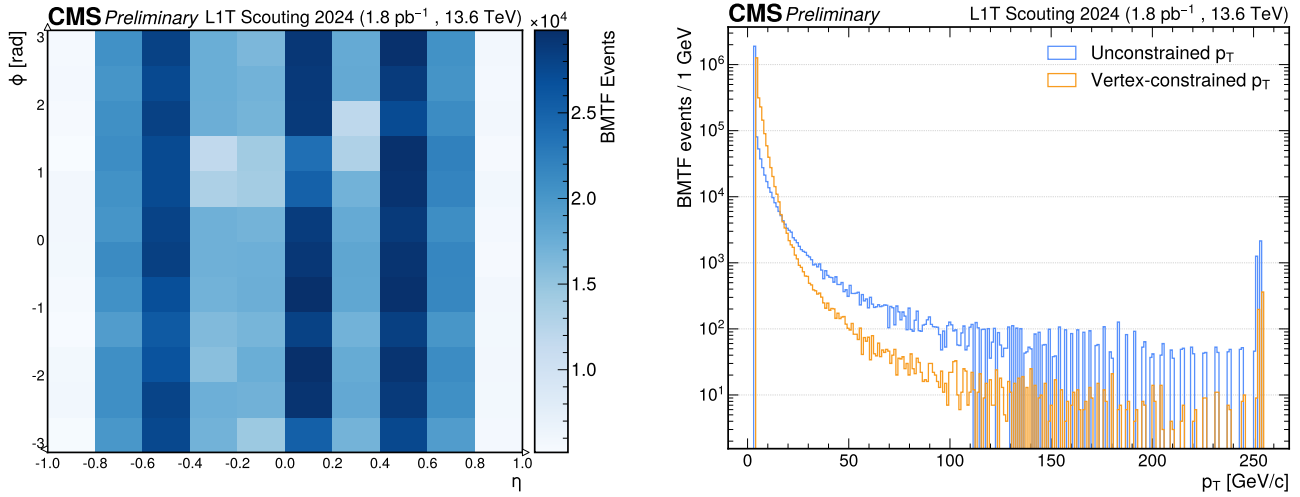 CMS Preliminary L1T Scouting 2024 (1.8 pb⁻¹ , 13.6 TeV)
×10⁴
ϕ [rad]
3
2
1
0
-1
-2
-3
-1.0 -0.8 -0.6 -0.4 -0.2 0.0 0.2 0.4 0.6 0.8 1.0
η
2.5
2.0
1.5
1.0
BMTF Events
CMS Preliminary L1T Scouting 2024 (1.8 pb⁻¹ , 13.6 TeV)
BMTF events / 1 GeV
Unconstrained p_T
Vertex-constrained p_T
10⁶
10⁵
10⁴
10³
10²
10¹
0 50 100 150 200 250
p_T [GeV/c]